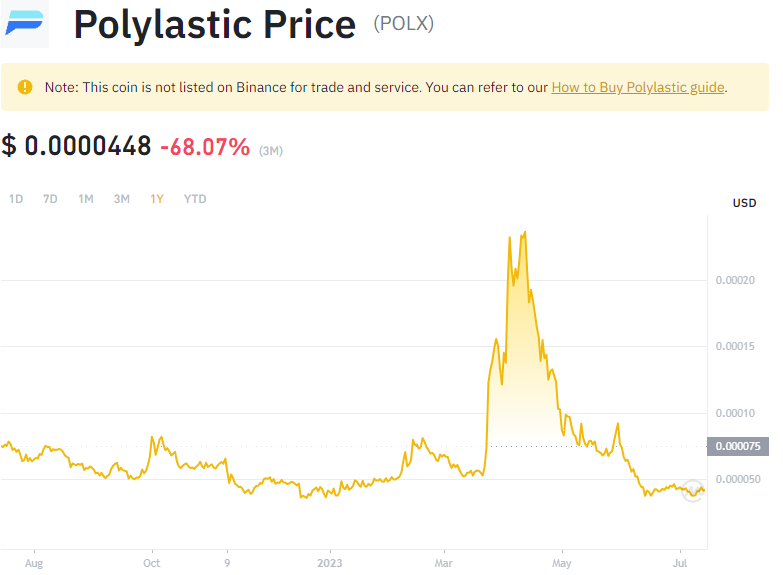 Polylastic Price (POLX)
Note: This coin is not listed on Binance for trade and service. You can refer to our How to Buy Polylastic guide.
$ 0.0000448 -68.07% (3M)
1D 7D 1M 3M 1Y YTD
USD
0.00020
0.00015
0.00010
0.000075
0.000050
Aug Oct 9 2023 Mar May Jul